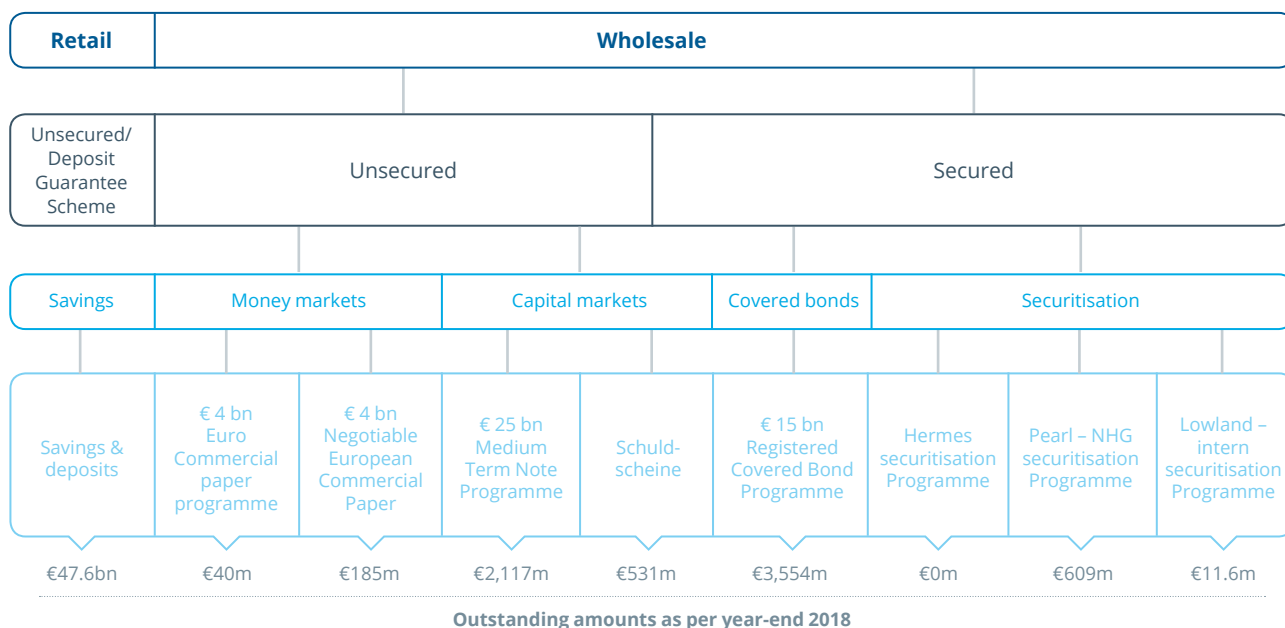 Retail
Wholesale
Unsecured/
Deposit
Guarantee
Scheme
Unsecured
Secured
Savings
Money markets
Capital markets
Covered bonds
Securitisation
Savings &
deposits
€ 4 bn
Euro
Commercial
paper
programme
€ 4 bn
Negotiable
European
Commercial
Paper
€ 25 bn
Medium
Term Note
Programme
Schuld-
scheine
€ 15 bn
Registered
Covered Bond
Programme
Hermes
securitisation
Programme
Pearl – NHG
securitisation
Programme
Lowland –
intern
securitisation
Programme
€47.6bn
€40m
€185m
€2,117m
€531m
€3,554m
€0m
€609m
€11.6m
Outstanding amounts as per year-end 2018